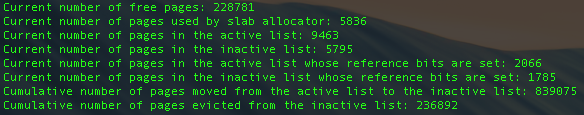 Current number of free pages: 228781
Current number of pages used by slab allocator: 5836
Current number of pages in the active list: 9463
Current number of pages in the inactive list: 5795
Current number of pages in the active list whose reference bits are set: 2066
Current number of pages in the inactive list whose reference bits are set: 1785
Cumulative number of pages moved from the active list to the inactive list: 839075
Cumulative number of pages evicted from the inactive list: 236892